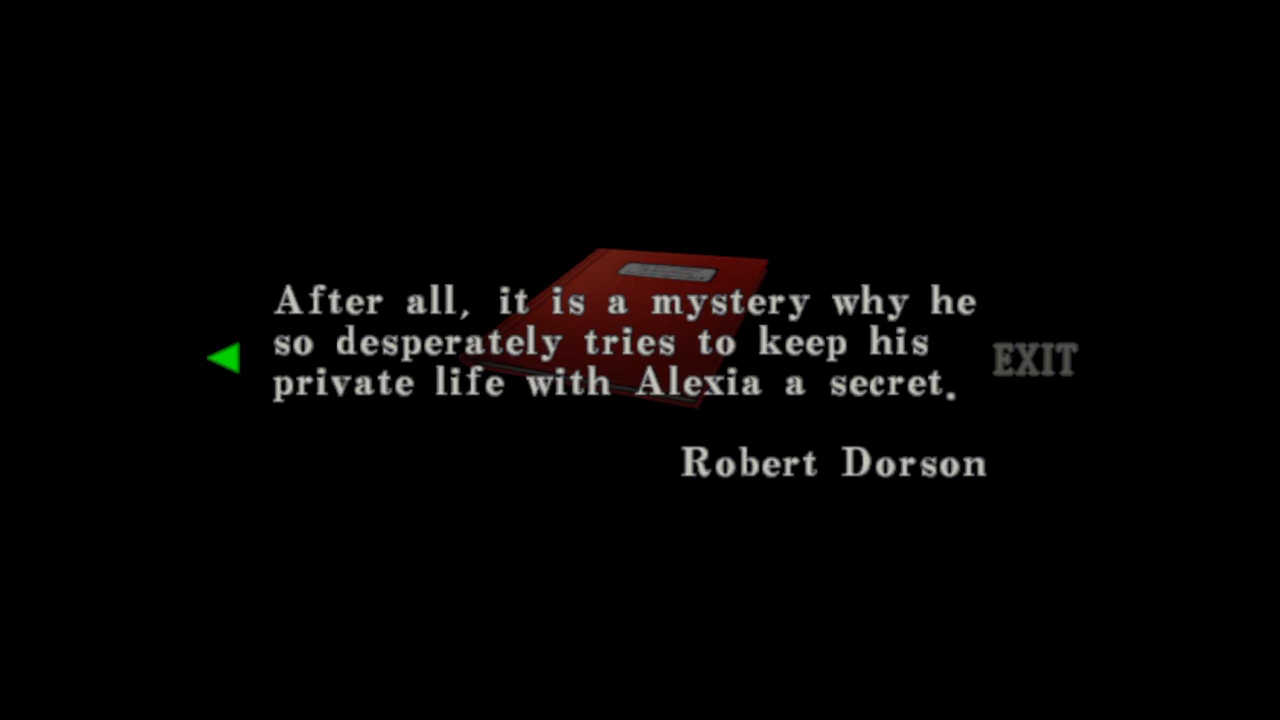 After all, it is a mystery why he
so desperately tries to keep his
private life with Alexia a secret.
EXIT
Robert Dorson